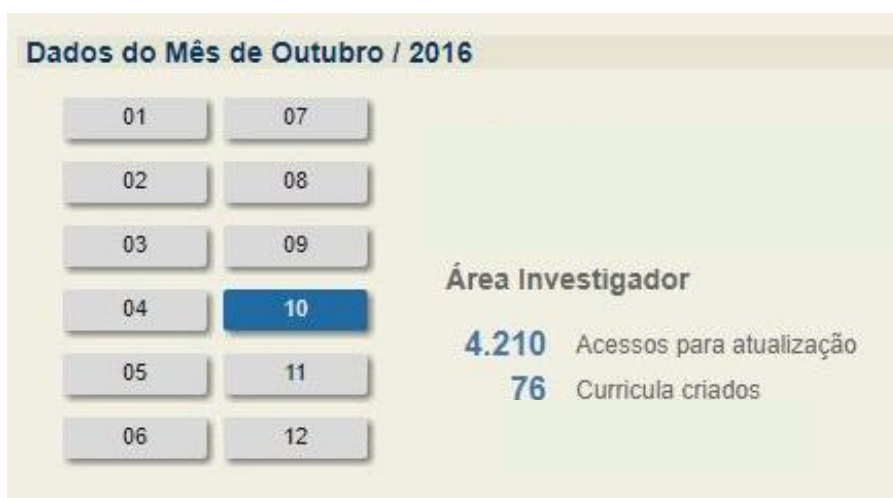 Dados do Mês de Outubro / 2016
01 07
02 08
03 09
04 10
05 11
06 12
Área Investigador
4.210 Acessos para atualização
76 Curricula criados